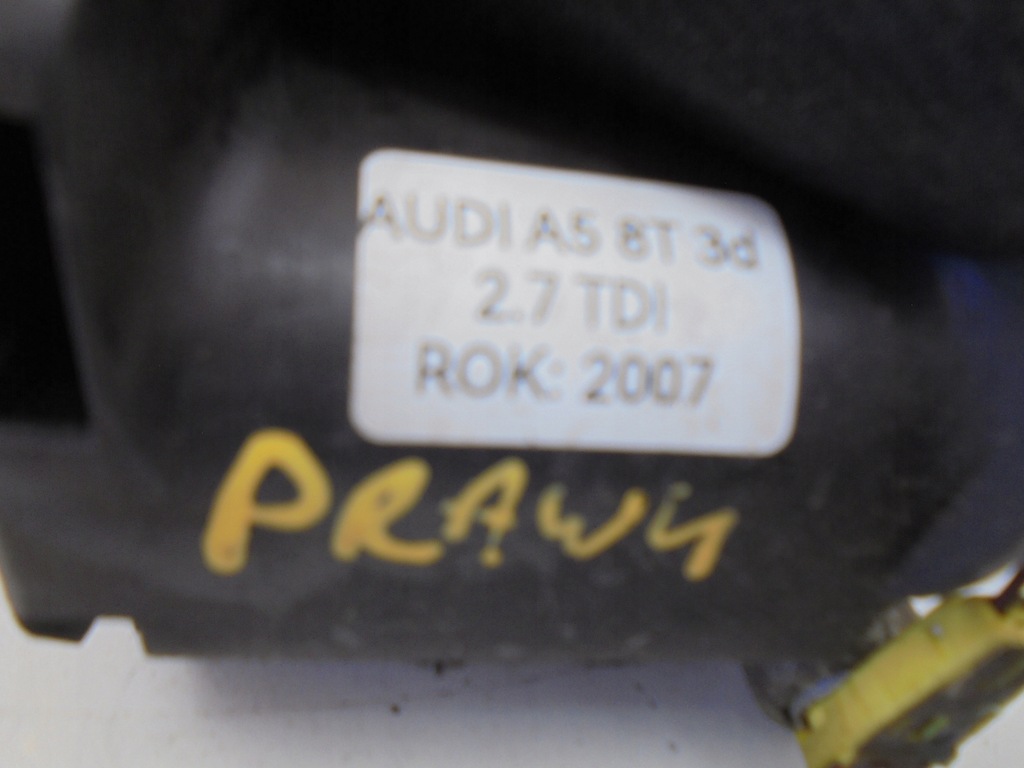 AUDI A5 8T 3d
2.7 TDI
ROK: 2007
PRAWY